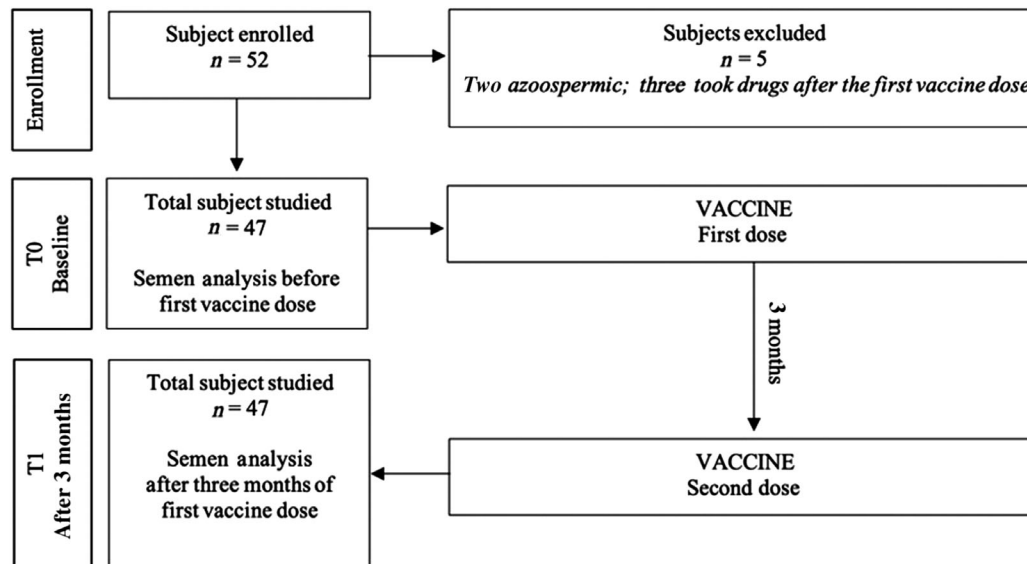 Enrollment
Subject enrolled
n = 52
Subjects excluded
n = 5
Two azoospermic; three took drugs after the first vaccine dose
T0
Baseline
Total subject studied
n = 47
Semen analysis before
first vaccine dose
VACCINE
First dose
3 months
T1
After 3 months
Total subject studied
n = 47
Semen analysis
after three months of
first vaccine dose
VACCINE
Second dose